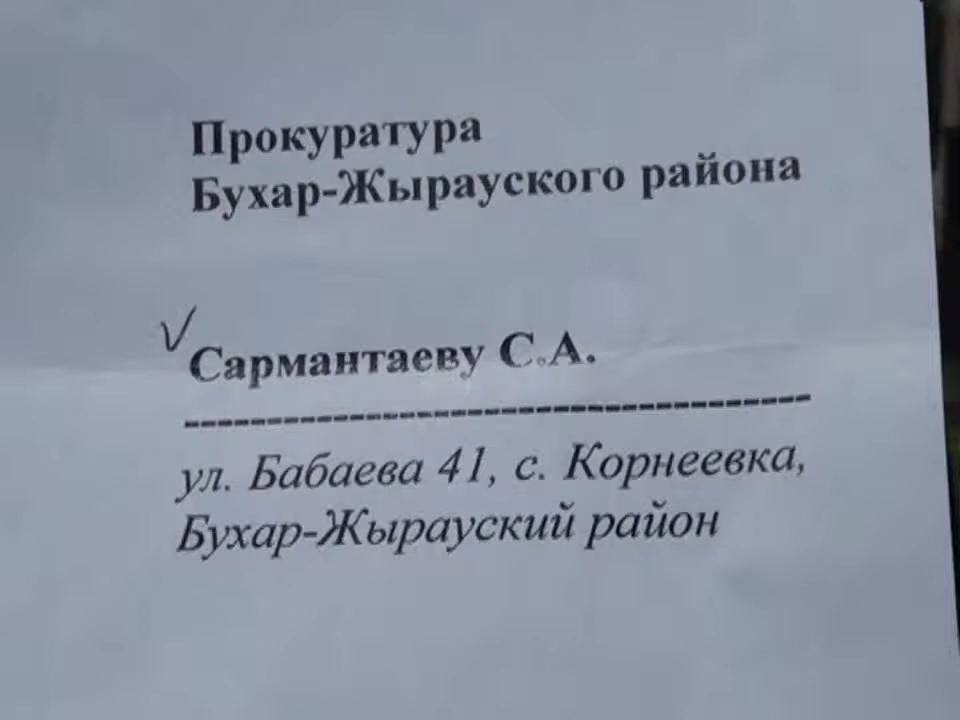 Прокуратура
Бухар-Жырауского района
Сармантаеву С.А.
ул. Бабаева 41, с. Корнеевка,
Бухар-Жырауский район